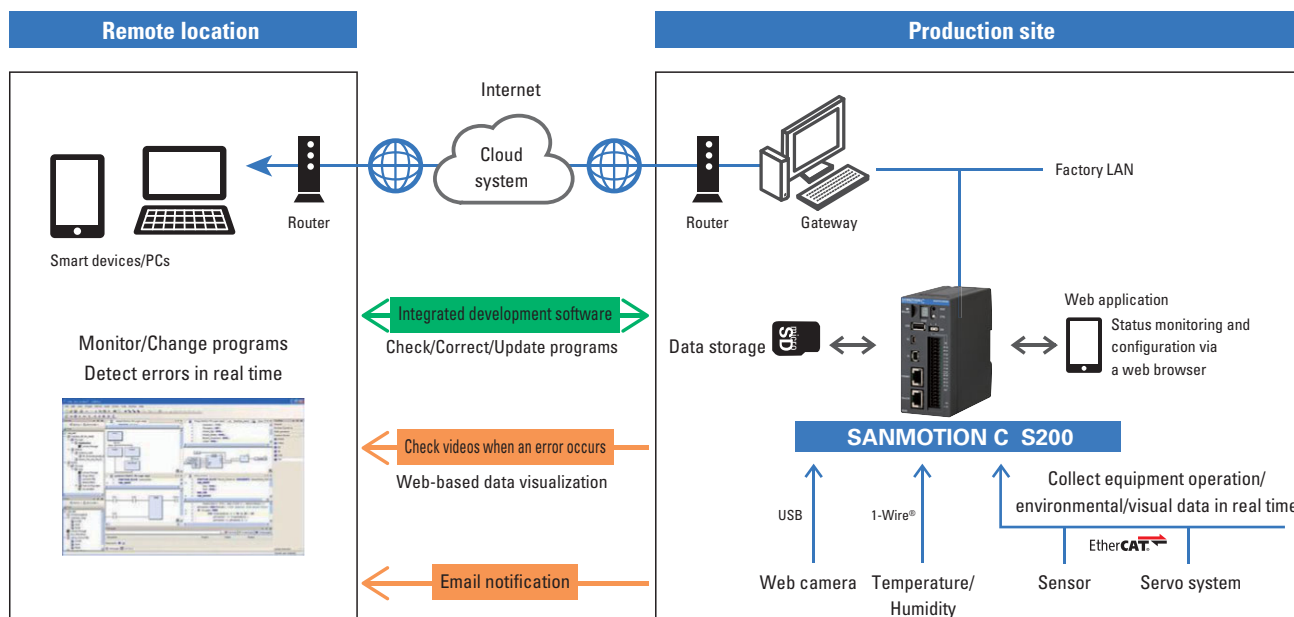 Remote location
Production site
Internet
Cloud
system
Router
Smart devices/PCs
Router
Gateway
Factory LAN
Integrated development software
Check/Correct/Update programs
Monitor/Change programs
Detect errors in real time
Check videos when an error occurs
Web-based data visualization
Email notification
Data storage
micro
SD
Web application
Status monitoring and
configuration via
a web browser
SANMOTION C S200
Collect equipment operation/
environmental/visual data in real time
USB
1-Wire®
EtherCAT
Web camera
Temperature/
Humidity
Sensor
Servo system